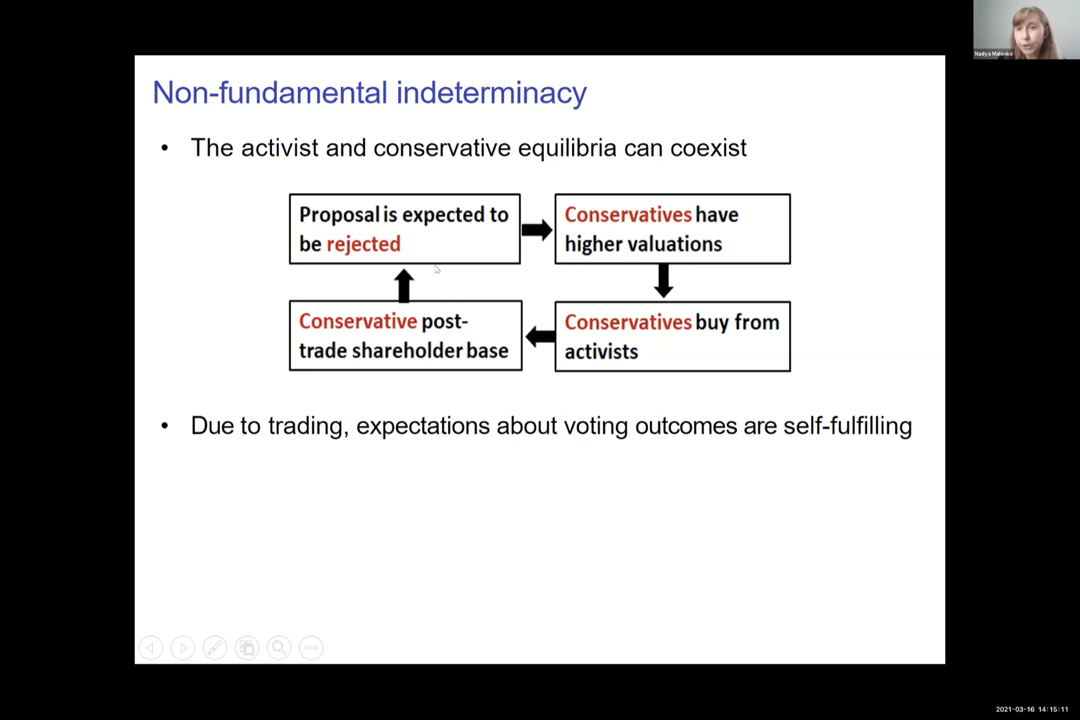 Nadya Malenko
Non-fundamental indeterminacy
• The activist and conservative equilibria can coexist
Proposal is expected to
be rejected
Conservatives have
higher valuations
Conservative post-
trade shareholder base
Conservatives buy from
activists
• Due to trading, expectations about voting outcomes are self-fulfilling
2021-03-16 14:15:11